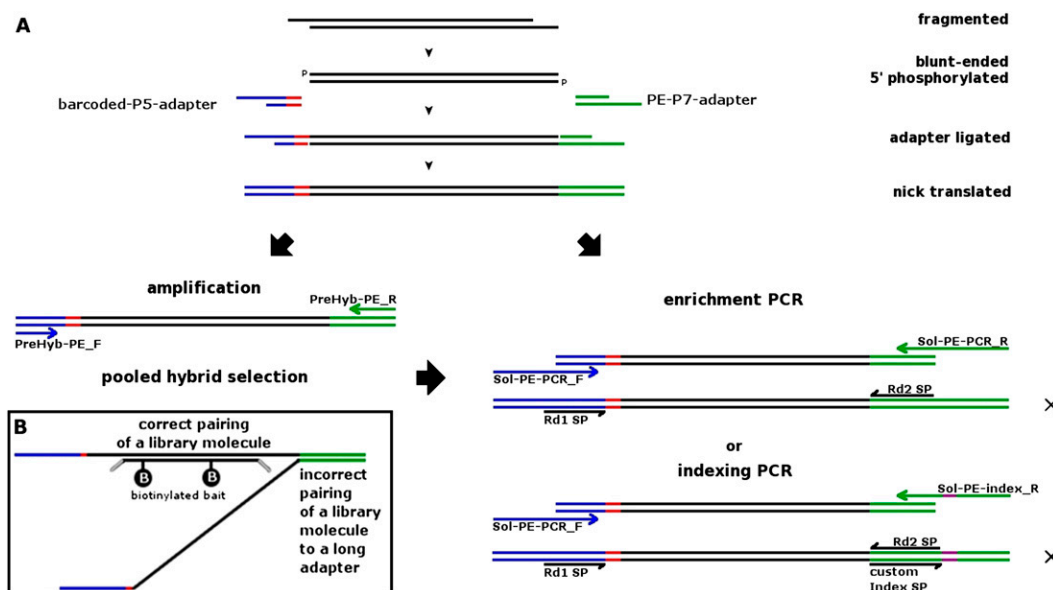 A
fragmented
P
P
blunt-ended
5' phosphorylated
barcoded-P5-adapter
PE-P7-adapter
adapter ligated
nick translated
amplification
PreHyb-PE_R
PreHyb-PE_F
pooled hybrid selection
B
correct pairing
of a library molecule
B
B
biotinylated bait
incorrect
pairing
of a library
molecule
to a long
adapter
enrichment PCR
Sol-PE-PCR_R
Sol-PE-PCR_F
Rd2 SP
Rd1 SP
or
indexing PCR
Sol-PE-index_R
Sol-PE-PCR_F
Rd2 SP
Rd1 SP
custom
Index SP